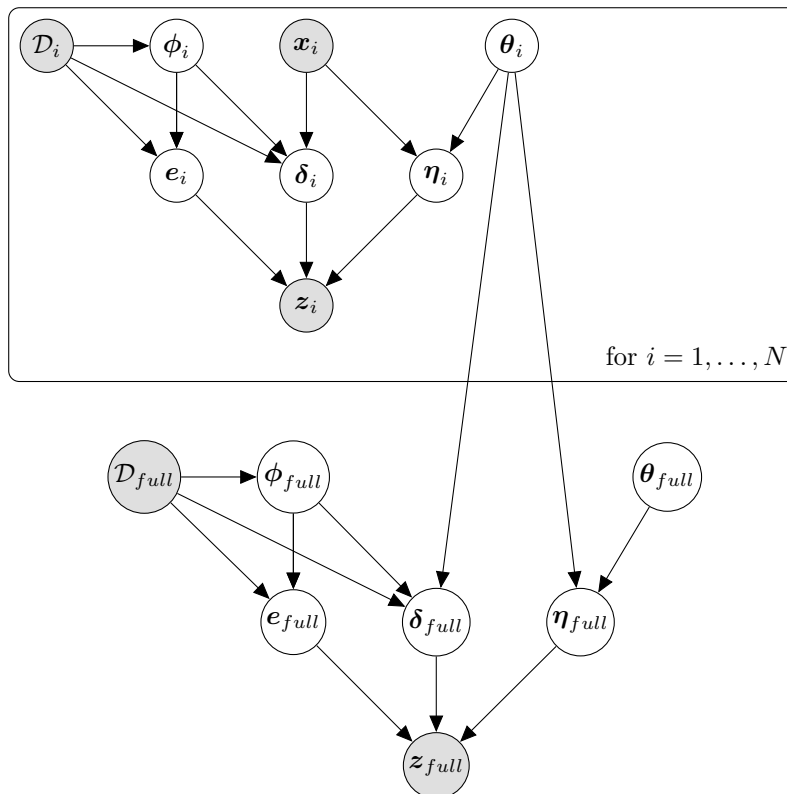 𝒟ᵢ ϕᵢ xᵢ θᵢ
eᵢ δᵢ ηᵢ
zᵢ
for i = 1, . . . , N
𝒟_full ϕ_full θ_full
e_full δ_full η_full
z_full